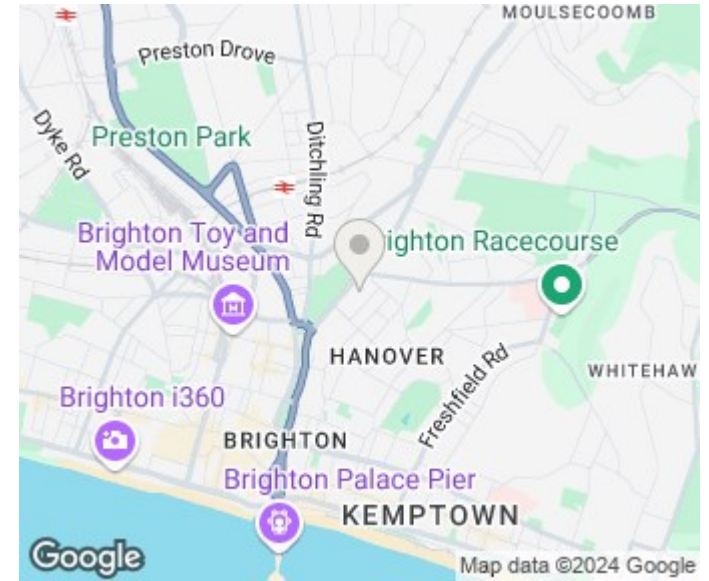 MOULSECOOMB
Preston Drove
Dyke Rd
Preston Park
Ditchling Rd
Brighton Toy and
Model Museum
ighton Racecourse
HANOVER
Freshfield Rd
WHITEHAW
Brighton i360
BRIGHTON
Brighton Palace Pier
KEMPTOWN
Google
Map data ©2024 Google